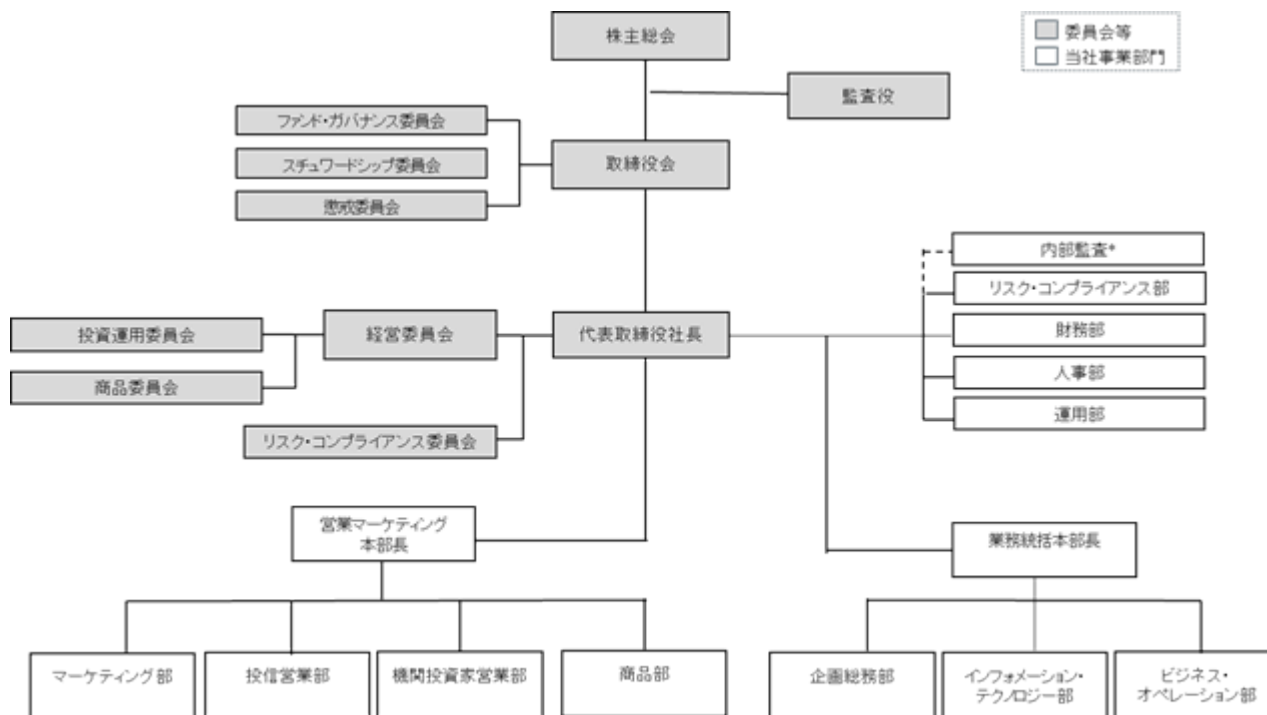 株主総会
委員会等
当社事業部門
監査役
ファンド・ガバナンス委員会
スチュワードシップ委員会
懲戒委員会
取締役会
内部監査*
リスク・コンプライアンス部
財務部
人事部
運用部
投資運用委員会
商品委員会
経営委員会
代表取締役社長
リスク・コンプライアンス委員会
営業マーケティング
本部長
業務統括本部長
マーケティング部
投信営業部
機関投資家営業部
商品部
企画総務部
インフォメーション・
テクノロジー部
ビジネス・
オペレーション部